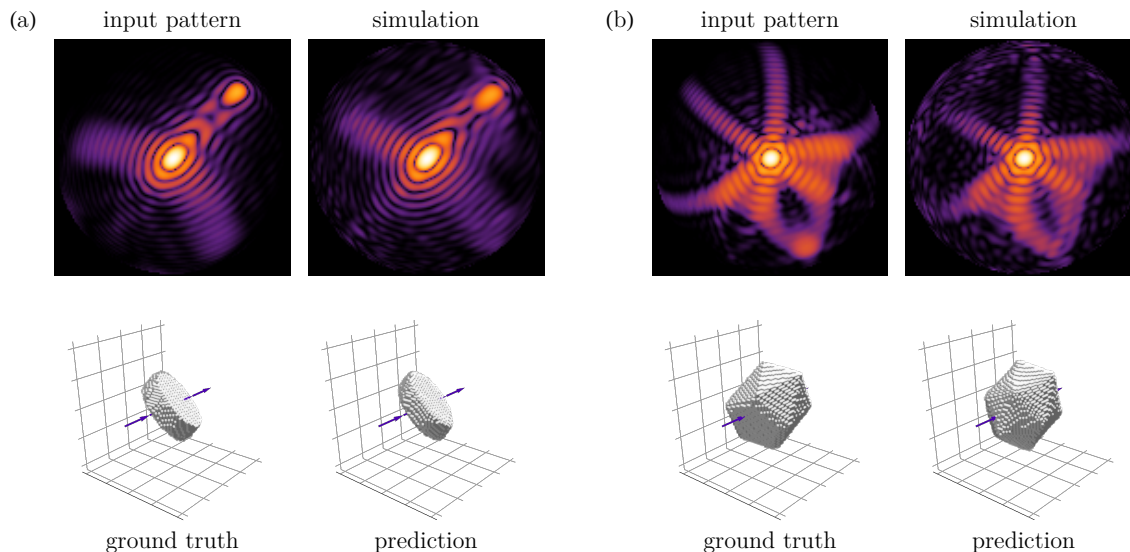 (a) input pattern simulation (b) input pattern simulation
ground truth prediction ground truth prediction